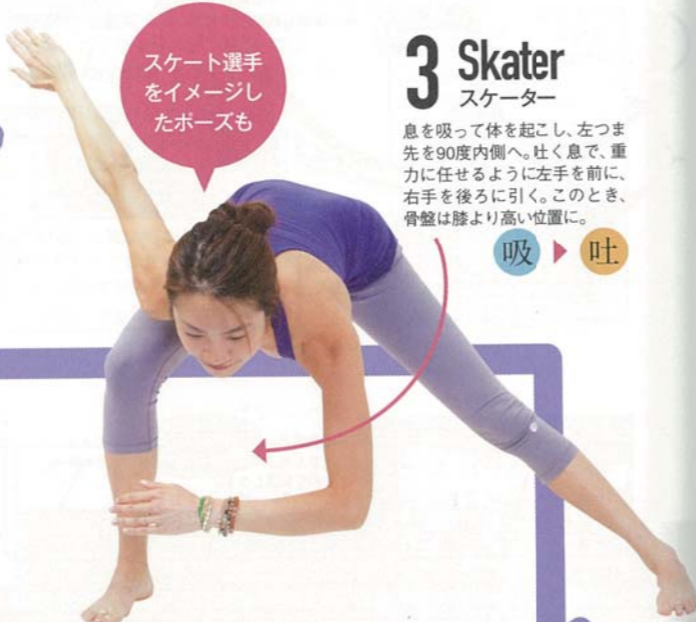 スケート選手
をイメージし
たポーズも
3 Skater
スケーター
息を吸って体を起こし、左つま
先を90度内側へ。吐く息で、重
力に任せるように左手を前に、
右手を後ろに引く。このとき、
骨盤は膝より高い位置に。
吸 ▶ 吐